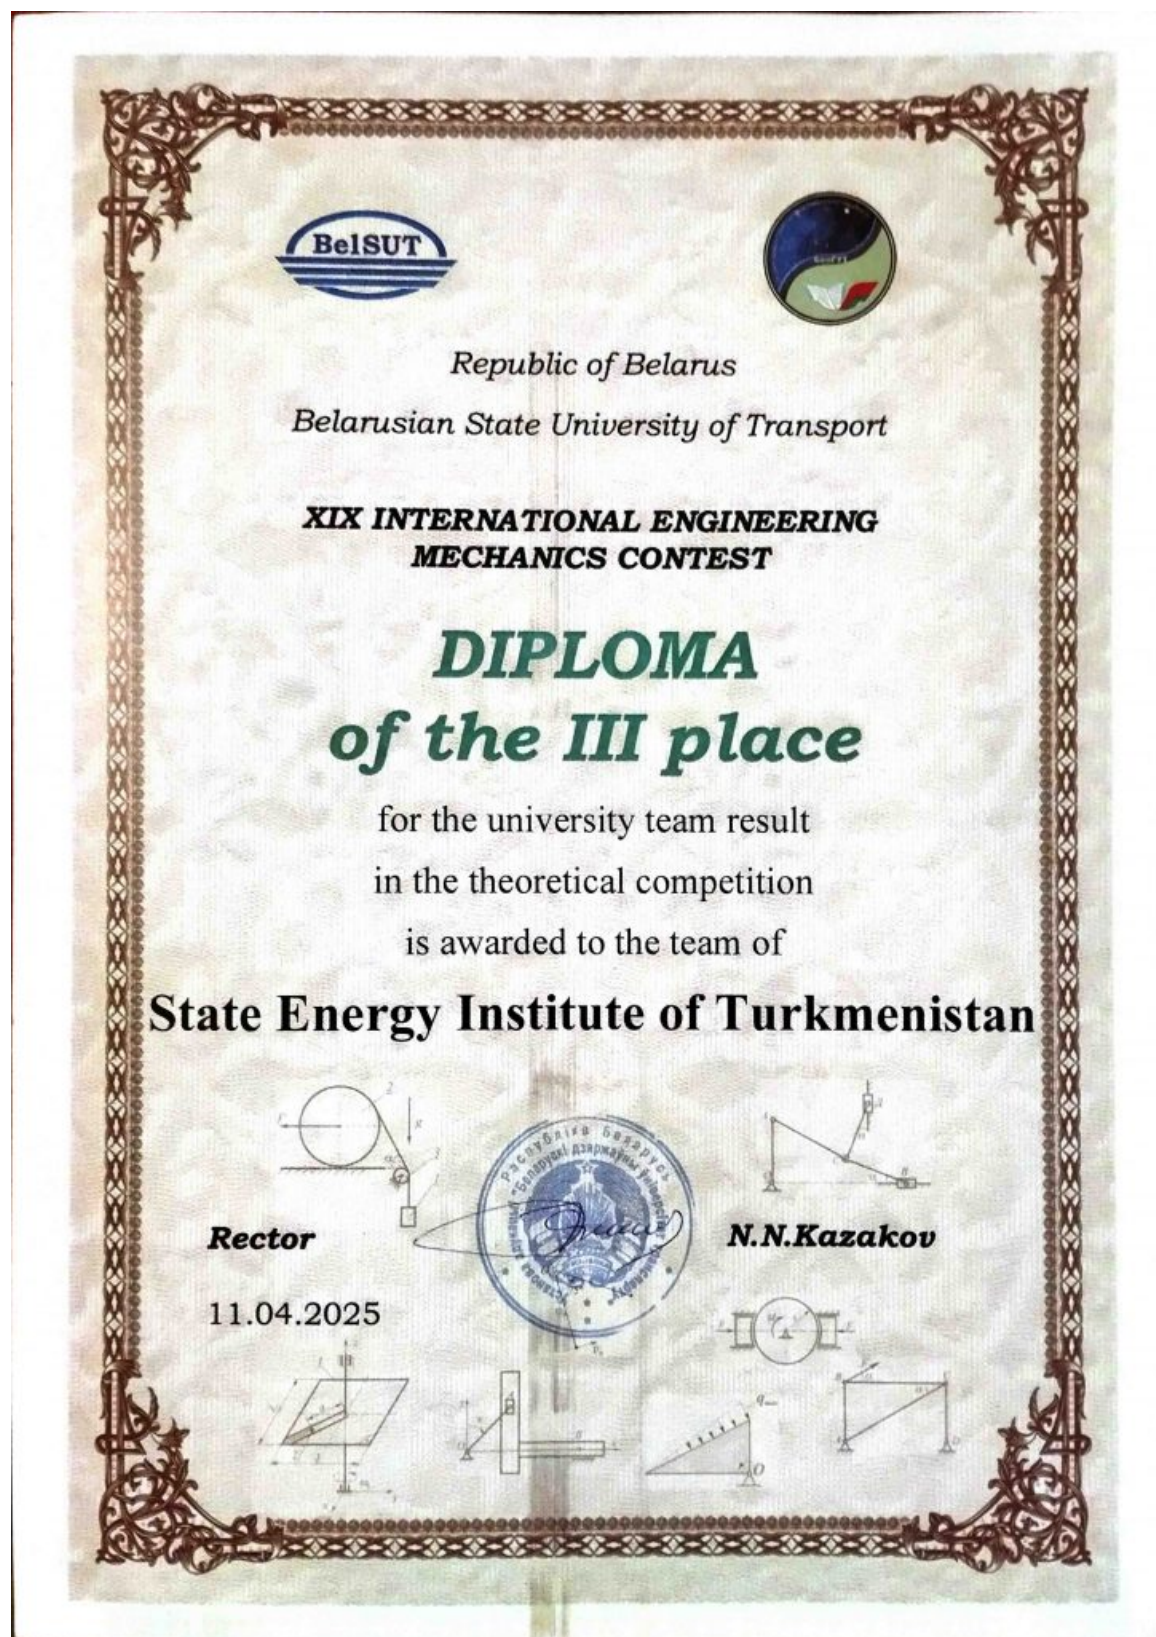 BelSUT
Republic of Belarus
Belarusian State University of Transport
XIX INTERNATIONAL ENGINEERING
MECHANICS CONTEST
DIPLOMA
of the III place
for the university team result
in the theoretical competition
is awarded to the team of
State Energy Institute of Turkmenistan
Рэспубліка Беларусь
Rector
N.N.Kazakov
11.04.2025